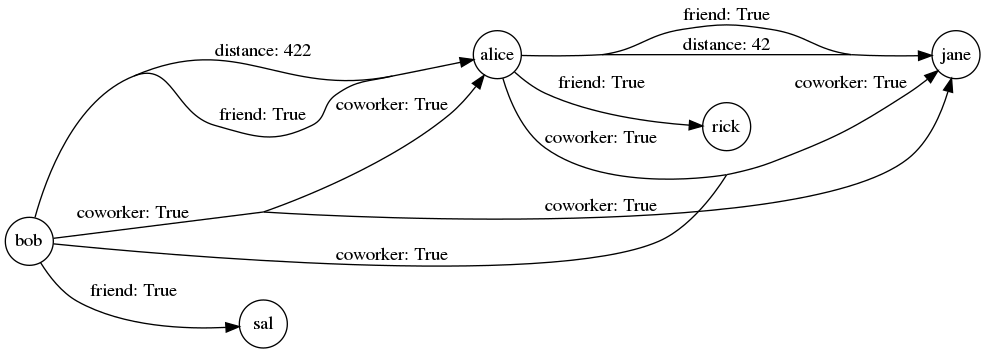 friend: True
distance: 422
distance: 42
alice
jane
friend: True
coworker: True
coworker: True
friend: True
rick
coworker: True
coworker: True
coworker: True
bob
coworker: True
friend: True
sal